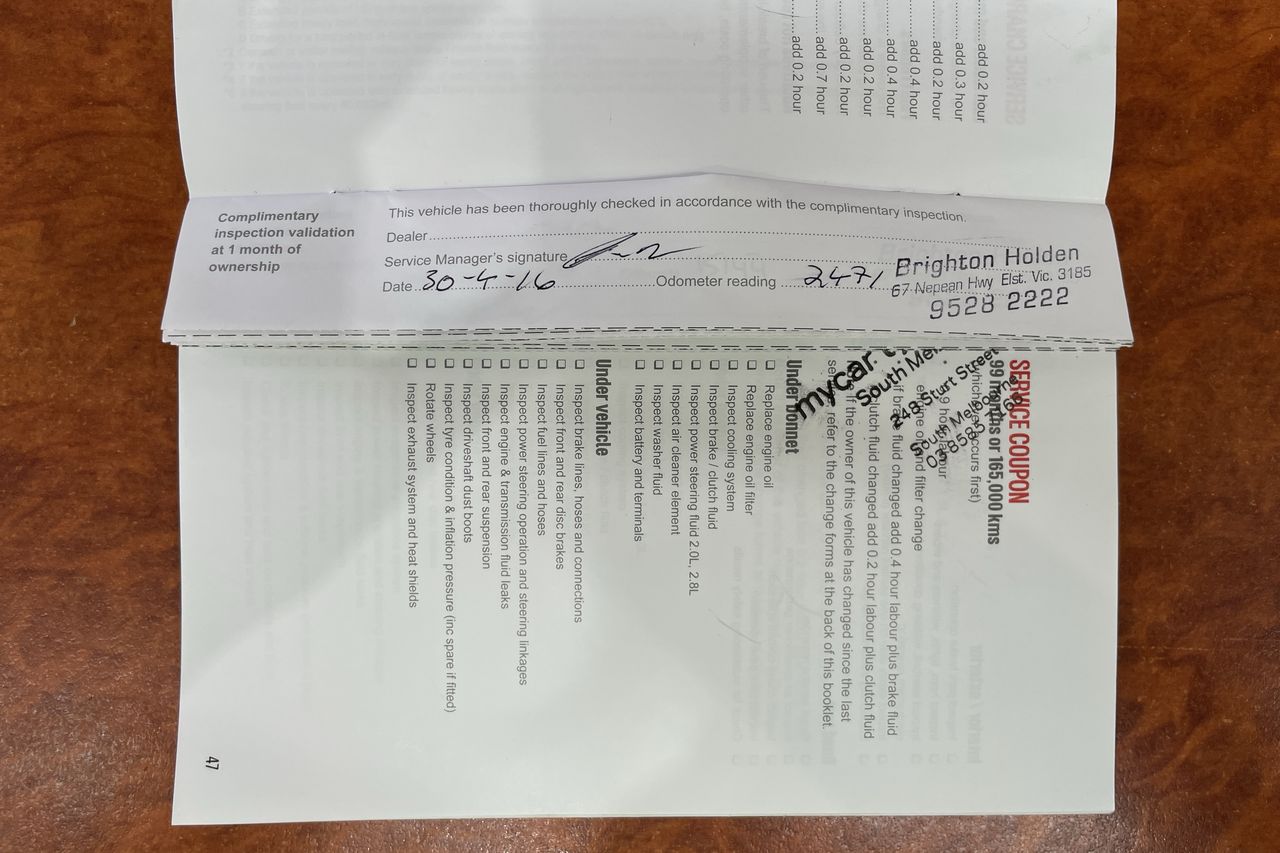 add 0.2 hour
add 0.3 hour
add 0.2 hour
add 0.4 hour
add 0.4 hour
add 0.2 hour
add 0.2 hour
add 0.7 hour
add 0.2 hour
Complimentary
inspection validation
at 1 month of
ownership
This vehicle has been thoroughly checked in accordance with the complimentary inspection.
Dealer
Service Manager's signature
Date 30-4-16 Odometer reading 2471
Brighton Holden
67 Nepean Hwy Elst. Vic. 3185
9528 2222
SERVICE COUPON
99 months or 165,000 kms
occurs first)
mycar
South Mel
248 Sturt Street
South Melbourne
filter change
fluid changed add 0.4 hour labour plus brake fluid
clutch fluid changed add 0.2 hour labour plus clutch fluid
If the owner of this vehicle has changed since the last
refer to the change forms at the back of this booklet.
Under bonnet
Replace engine oil
Replace engine oil filter
Inspect cooling system
Inspect brake / clutch fluid
Inspect power steering fluid 2.0L, 2.8L
Inspect air cleaner element
Inspect washer fluid
Inspect battery and terminals
Under vehicle
Inspect brake lines, hoses and connections
Inspect front and rear disc brakes
Inspect fuel lines and hoses
Inspect power steering operation and steering linkages
Inspect engine & transmission fluid leaks
Inspect front and rear suspension
Inspect driveshaft dust boots
Inspect tyre condition & inflation pressure (inc spare if fitted)
Rotate wheels
Inspect exhaust system and heat shields
47